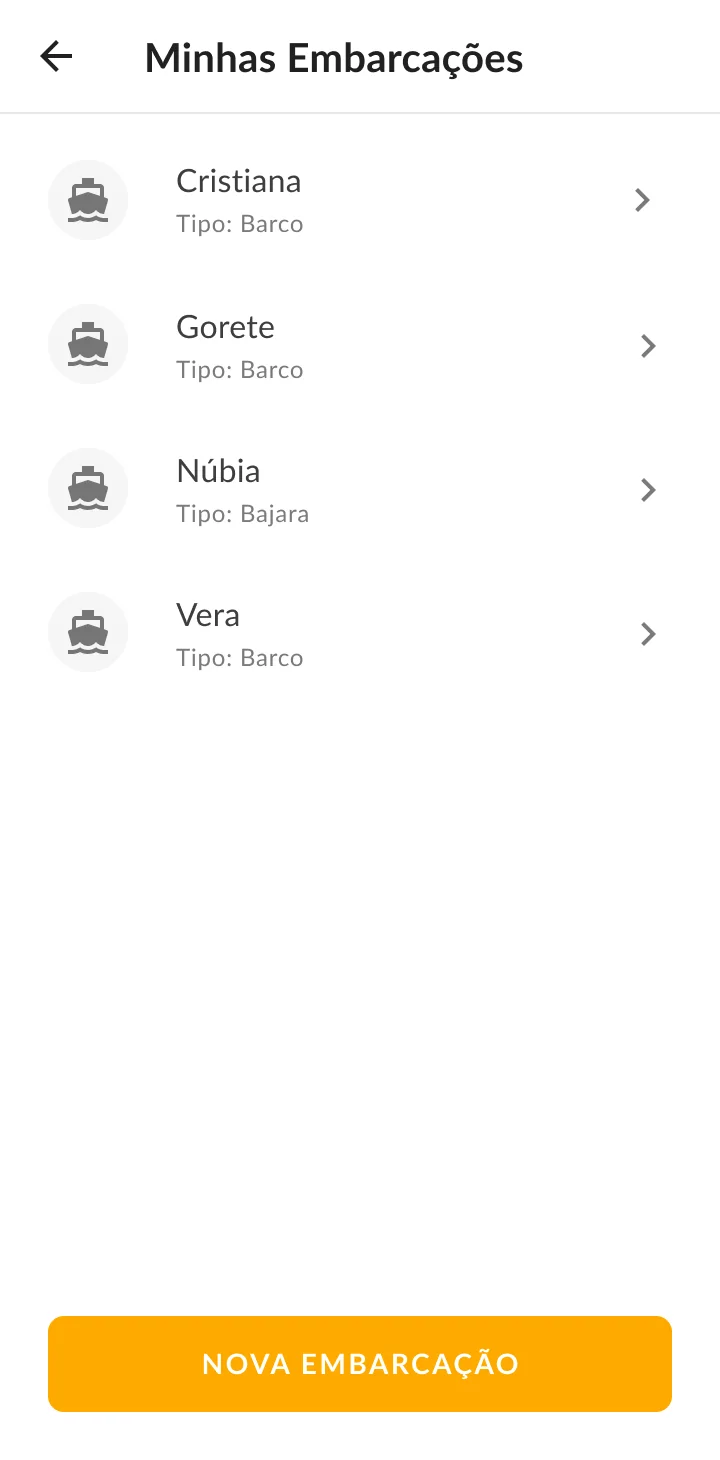 Minhas Embarcações
Cristiana
Tipo: Barco
Gorete
Tipo: Barco
Núbia
Tipo: Bajara
Vera
Tipo: Barco
NOVA EMBARCAÇÃO